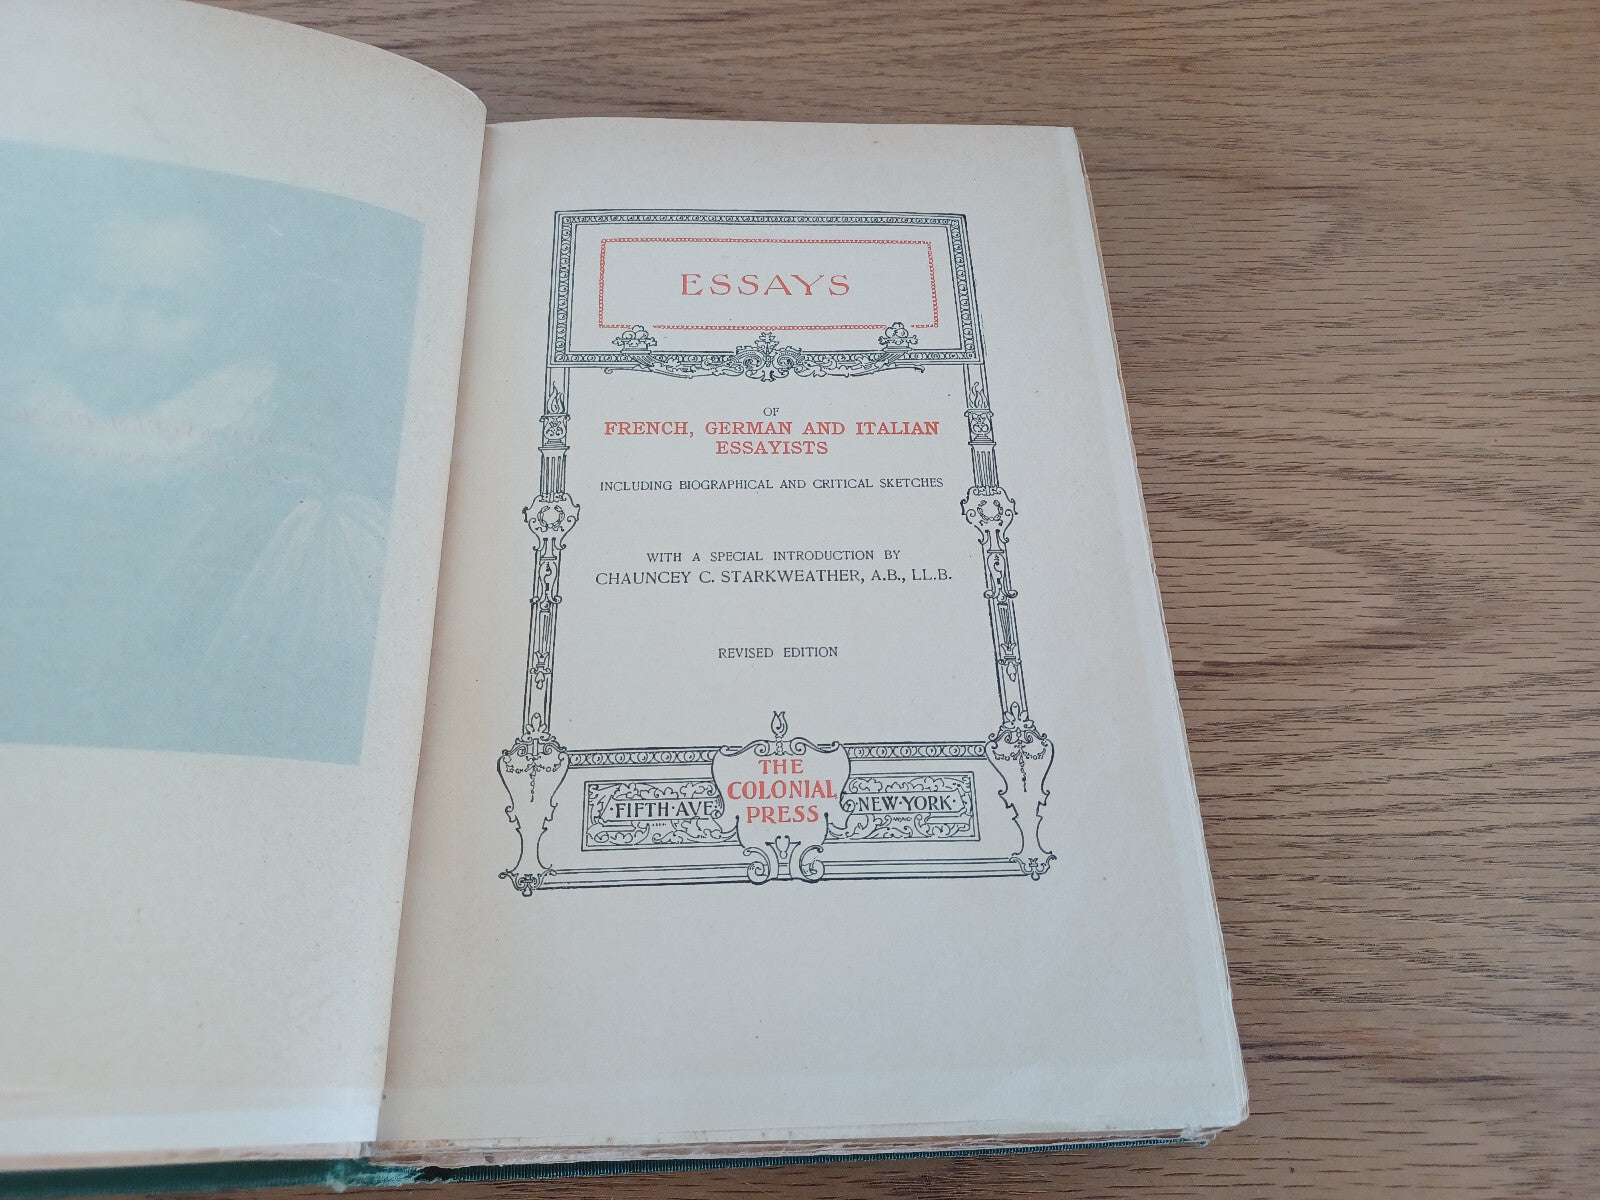 ESSAYS
OF
FRENCH, GERMAN AND ITALIAN
ESSAYISTS
INCLUDING BIOGRAPHICAL AND CRITICAL SKETCHES
WITH A SPECIAL INTRODUCTION BY
CHAUNCEY C. STARKWEATHER, A.B., LL.B.
REVISED EDITION
THE
COLONIAL
PRESS
·FIFTH·AVE·
·NEW·YORK·